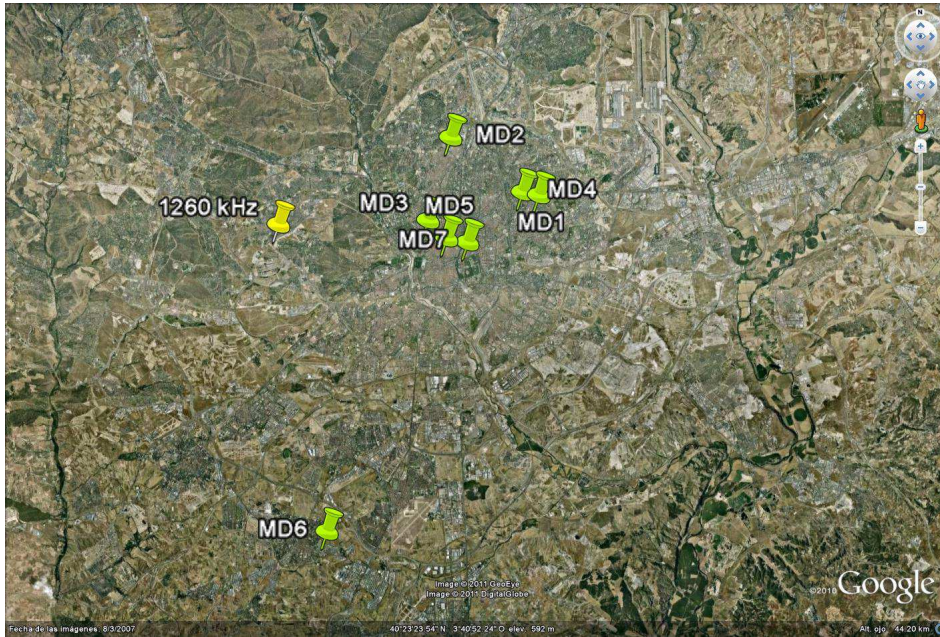 N
MD2
MD4
MD3
MD5
1260 kHz
MD1
MD7
MD6
Image © 2011 GeoEye
Image © 2011 DigitalGlobe
©2010 Google
Fecha de las imágenes: 8/3/2007
40°23'23.54" N 3°40'52.24" O elev. 592 m
Alt. ojo 44.20 km